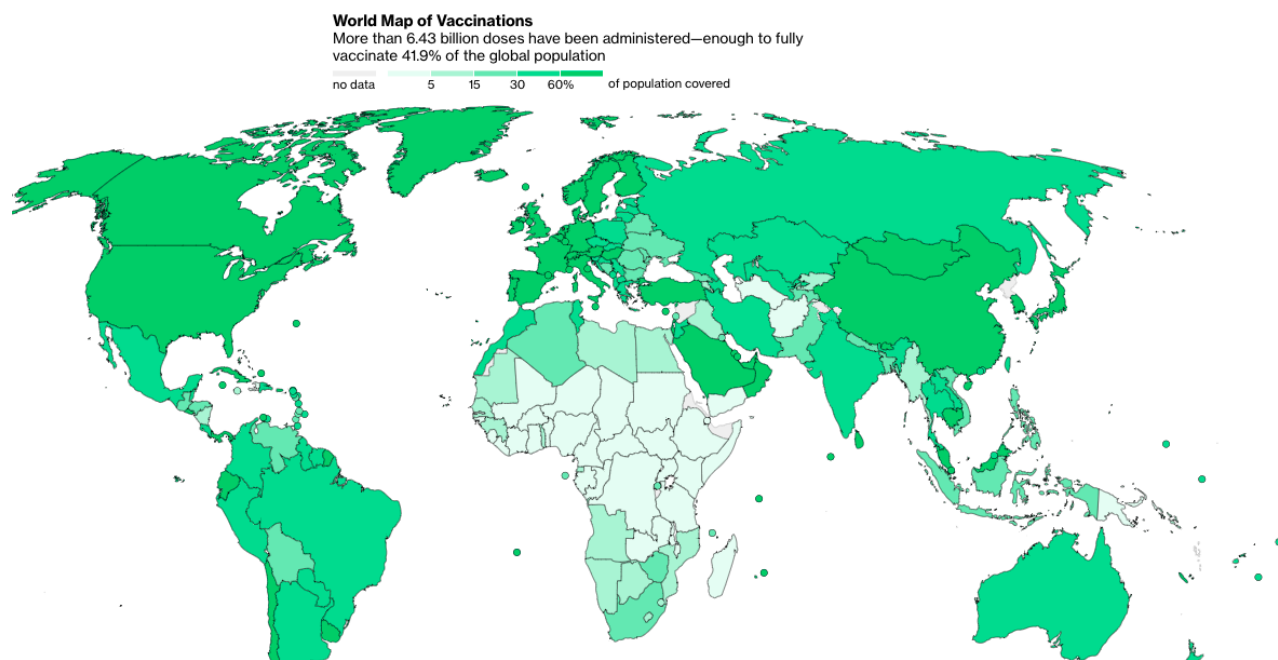 World Map of Vaccinations
More than 6.43 billion doses have been administered—enough to fully
vaccinate 41.9% of the global population
no data 5 15 30 60% of population covered